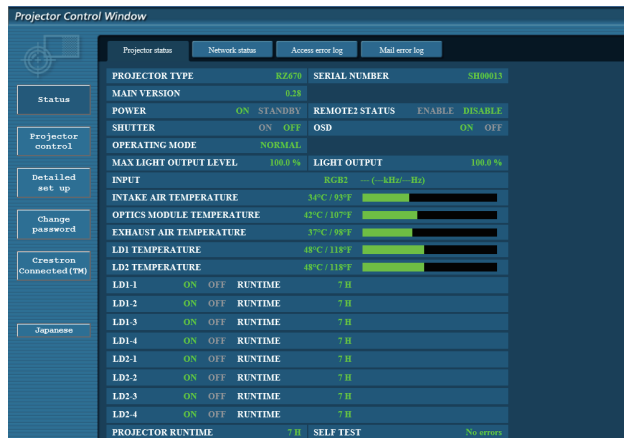 Projector Control Window
Projector status Network status Access error log Mail error log
Status
Projector control
Detailed set up
Change password
Crestron Connected(TM)
Japanese
PROJECTOR TYPE RZ670 SERIAL NUMBER SH00013
MAIN VERSION 0.28
POWER ON STANDBY REMOTE2 STATUS ENABLE DISABLE
SHUTTER ON OFF OSD ON OFF
OPERATING MODE NORMAL
MAX LIGHT OUTPUT LEVEL 100.0 % LIGHT OUTPUT 100.0 %
INPUT RGB2 — (—kHz/—Hz)
INTAKE AIR TEMPERATURE 34°C / 93°F
OPTICS MODULE TEMPERATURE 42°C / 107°F
EXHAUST AIR TEMPERATURE 37°C / 98°F
LD1 TEMPERATURE 48°C / 118°F
LD2 TEMPERATURE 48°C / 118°F
LD1-1 ON OFF RUNTIME 7 H
LD1-2 ON OFF RUNTIME 7 H
LD1-3 ON OFF RUNTIME 7 H
LD1-4 ON OFF RUNTIME 7 H
LD2-1 ON OFF RUNTIME 7 H
LD2-2 ON OFF RUNTIME 7 H
LD2-3 ON OFF RUNTIME 7 H
LD2-4 ON OFF RUNTIME 7 H
PROJECTOR RUNTIME 7 H SELF TEST No errors